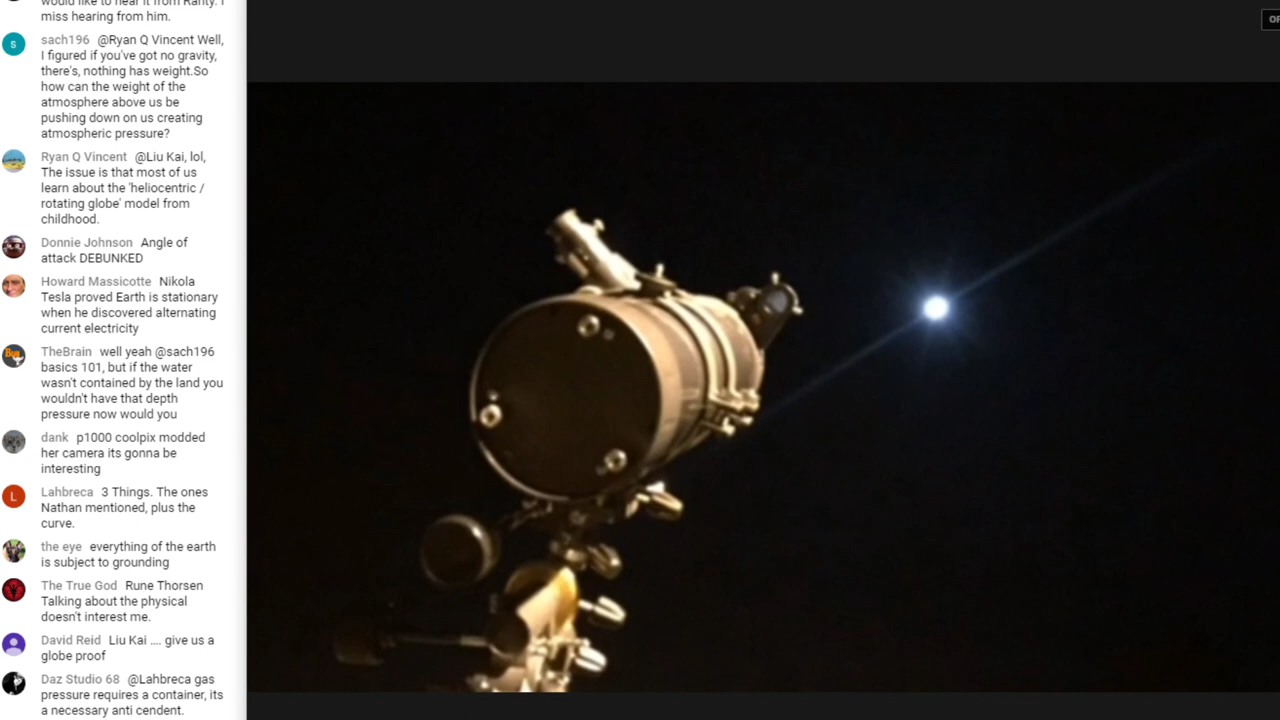 would like to hear it from Ranty. I
miss hearing from him.
S
sach196 @Ryan Q Vincent Well,
I figured if you've got no gravity,
there's, nothing has weight.So
how can the weight of the
atmosphere above us be
pushing down on us creating
atmospheric pressure?
Ryan Q Vincent @Liu Kai, lol,
The issue is that most of us
learn about the 'heliocentric /
rotating globe' model from
childhood.
Donnie Johnson Angle of
attack DEBUNKED
Howard Massicotte Nikola
Tesla proved Earth is stationary
when he discovered alternating
current electricity
TheBrain well yeah @sach196
basics 101, but if the water
wasn't contained by the land you
wouldn't have that depth
pressure now would you
dank p1000 coolpix modded
her camera its gonna be
interesting
L
Lahbreca 3 Things. The ones
Nathan mentioned, plus the
curve.
the eye everything of the earth
is subject to grounding
The True God Rune Thorsen
Talking about the physical
doesn't interest me.
David Reid Liu Kai .... give us a
globe proof
Daz Studio 68 @Lahbreca gas
pressure requires a container, its
a necessary anti cendent.